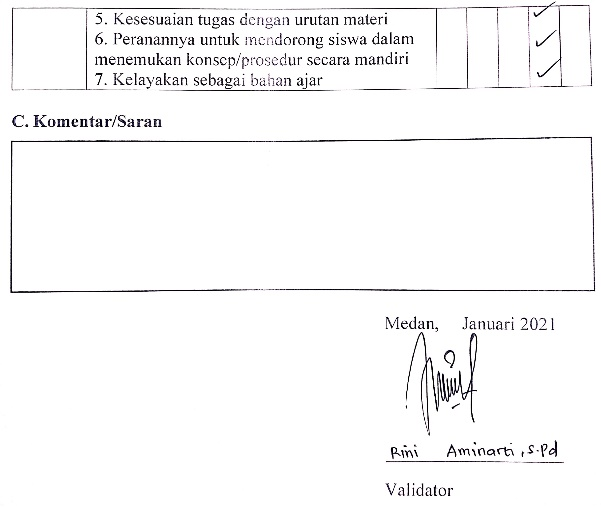 5. Kesesuaian tugas dengan urutan materi
6. Peranannya untuk mendorong siswa dalam
menemukan konsep/prosedur secara mandiri
7. Kelayakan sebagai bahan ajar
C. Komentar/Saran
Medan, Januari 2021
Rini Aminarti, S.Pd
Validator